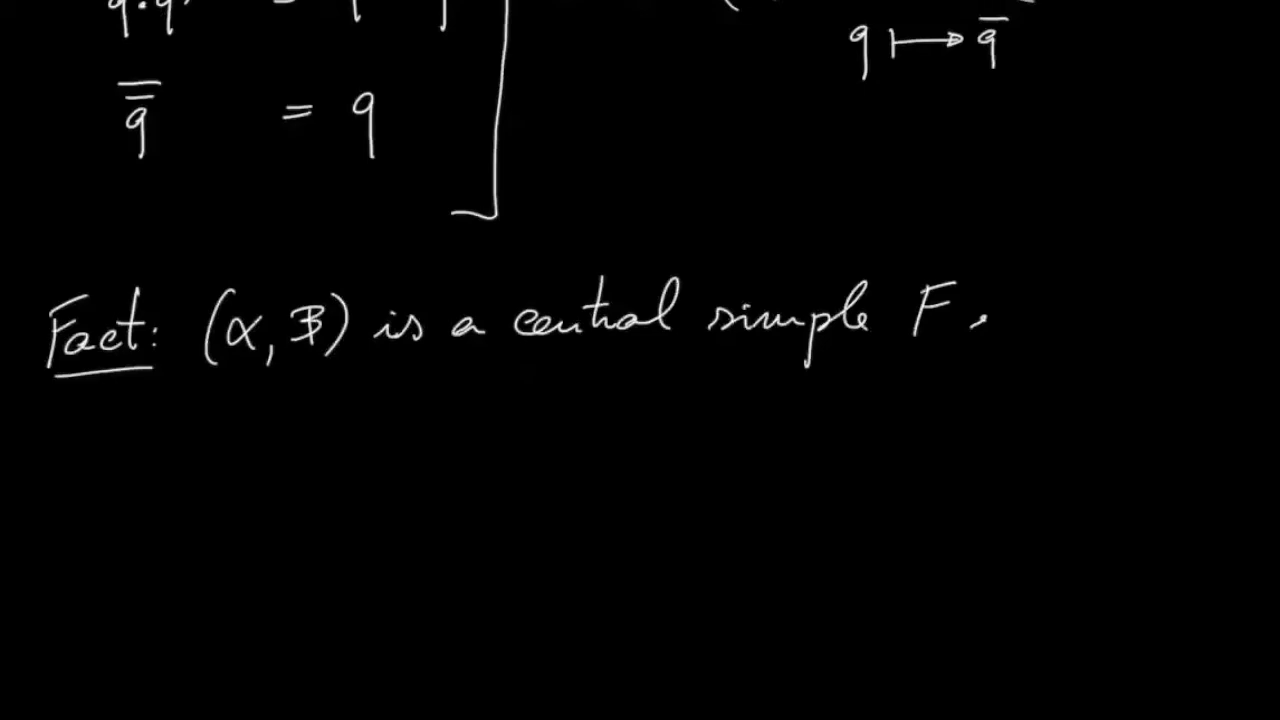 q ⟼ q̄
q̿ = q
Fact: (α, β) is a central simple F